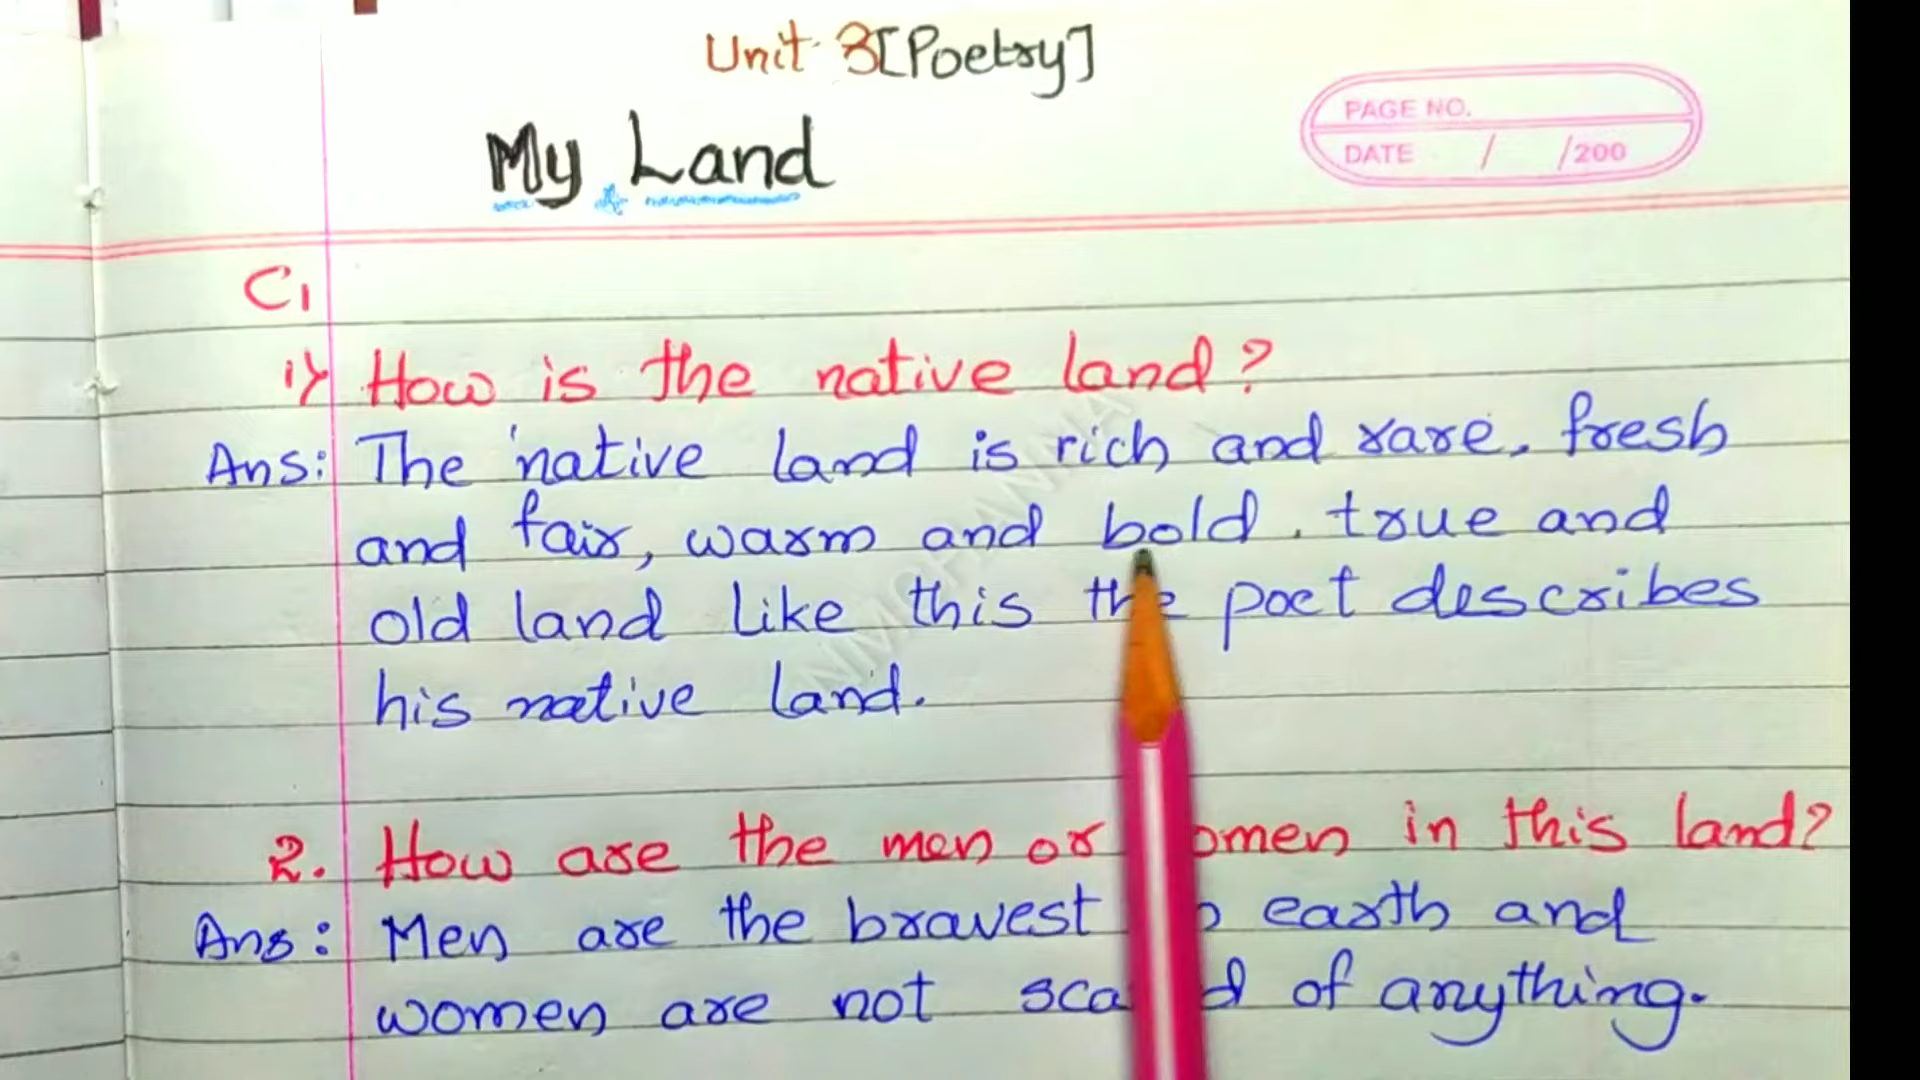 Unit 3[Poetry]
My Land
PAGE NO.
DATE / /200
C1
1) How is the native land?
Ans: The native land is rich and rare, fresh
and fair, warm and bold, true and
old land like this the poet describes
his native land.
2. How are the men or omen in this land?
Ans: Men are the bravest earth and
women are not sca d of anything.